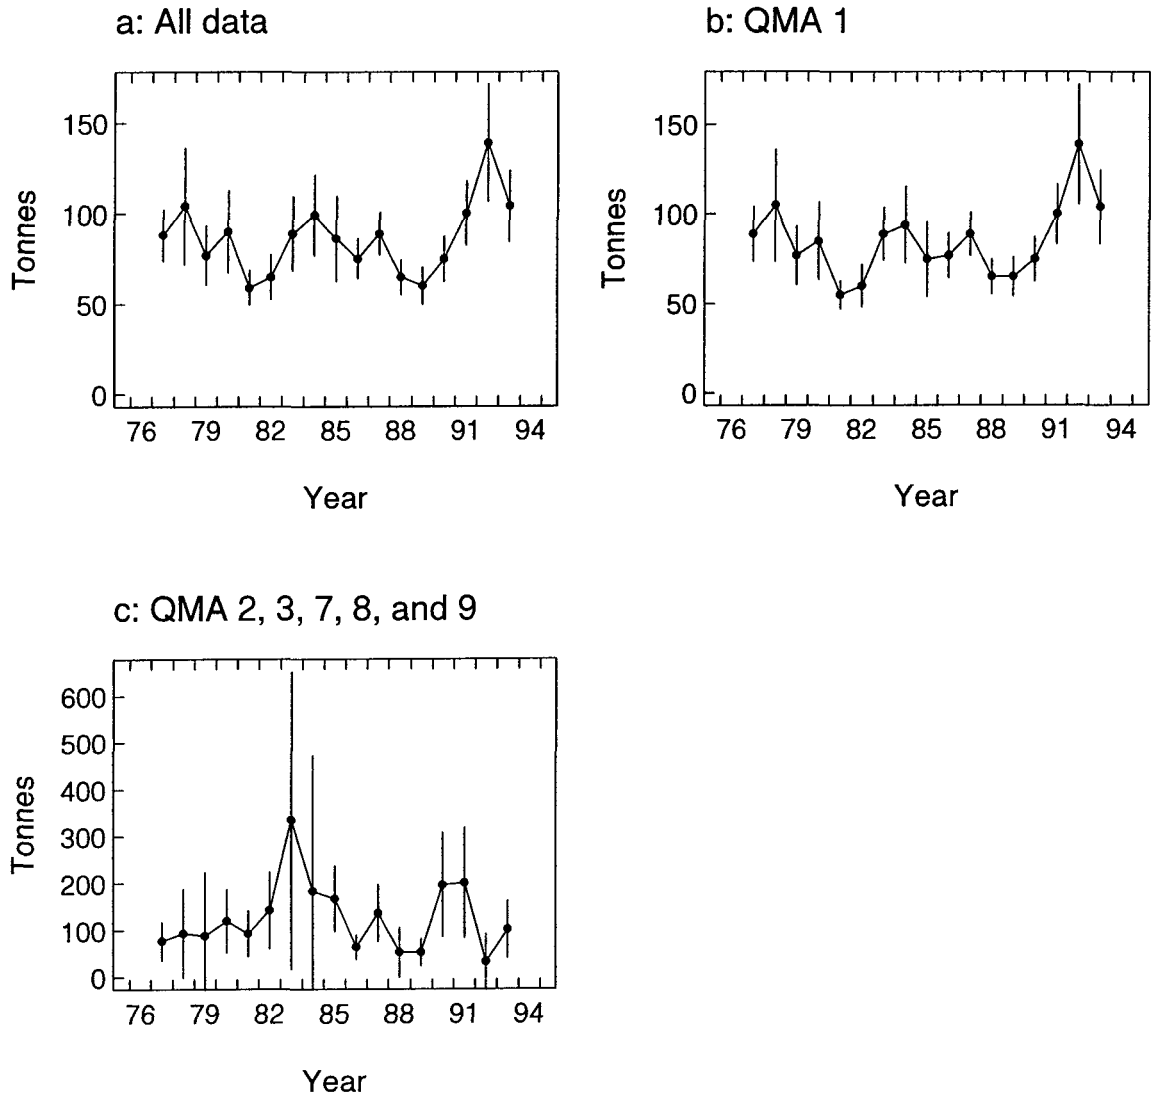 a: All data
150
100
50
0
Tonnes
76 79 82 85 88 91 94
Year
b: QMA 1
150
100
50
0
Tonnes
76 79 82 85 88 91 94
Year
c: QMA 2, 3, 7, 8, and 9
600
500
400
300
200
100
0
Tonnes
76 79 82 85 88 91 94
Year